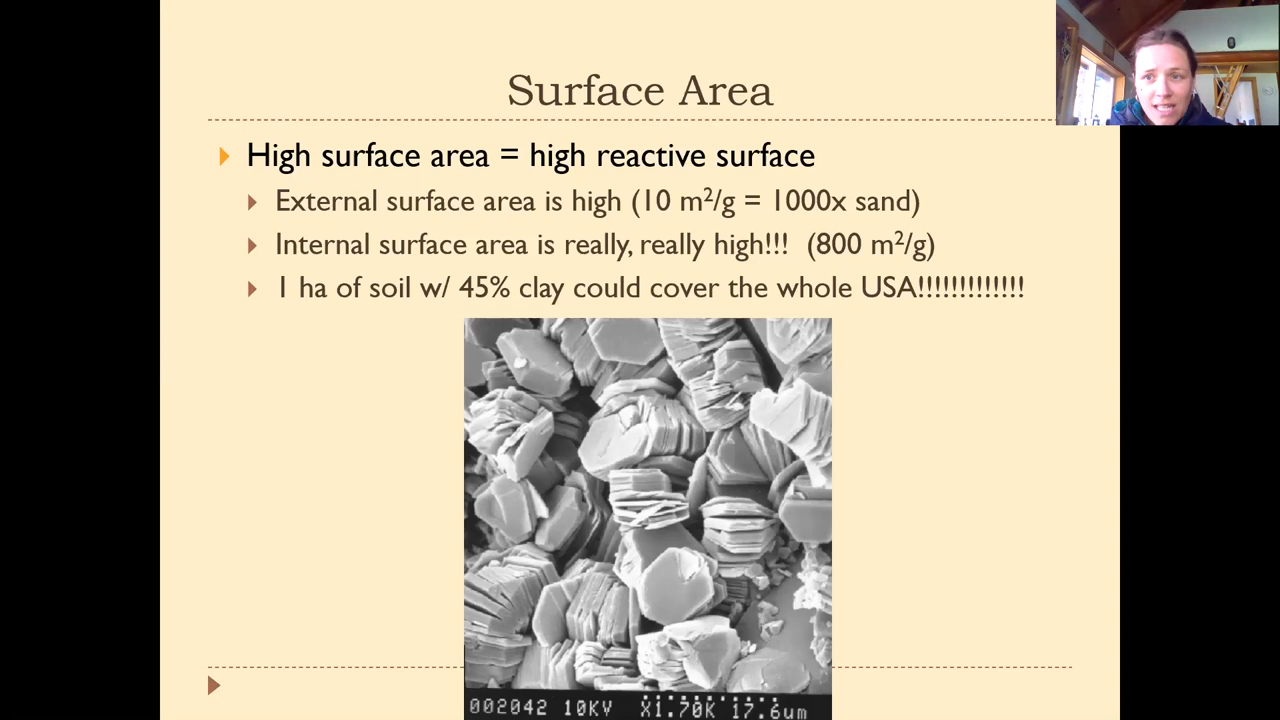 Surface Area
High surface area = high reactive surface
External surface area is high (10 m²/g = 1000x sand)
Internal surface area is really, really high!!! (800 m²/g)
1 ha of soil w/ 45% clay could cover the whole USA!!!!!!!!!!!!!
002042 10KV X1.70K 17.6um